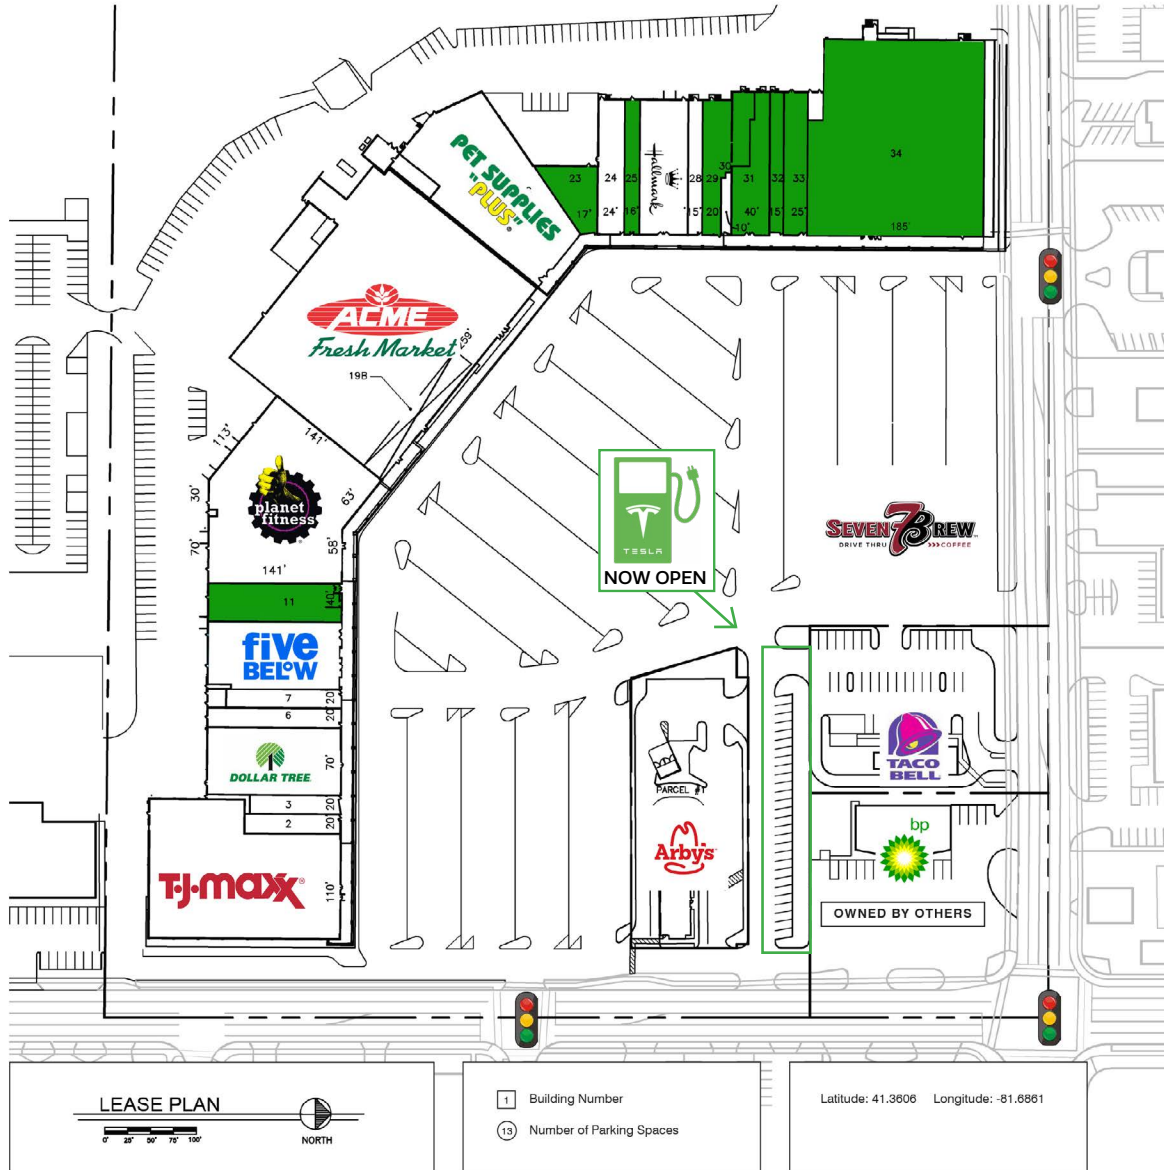 PET SUPPLIES
"PLUS"
23
17'
24
24'
25
16'
Hallmark
28
15'
29
20'
30
10'
31
40'
32
15'
33
25'
34
185'
ACME
Fresh Market
259'
19B
113'
141'
30'
planet
fitness
63'
70'
58'
141'
11
40'
five
BELOW
7
20'
6
20'
DOLLAR TREE
70'
3
20'
2
20'
T·J·maxx
110'
TESLA
NOW OPEN
SEVEN 7 BREW
DRIVE THRU >>>COFFEE
PARCEL #1
Arby's
TACO
BELL
bp
OWNED BY OTHERS
LEASE PLAN
0' 25' 50' 75' 100'
NORTH
1 Building Number
13 Number of Parking Spaces
Latitude: 41.3606 Longitude: -81.6861